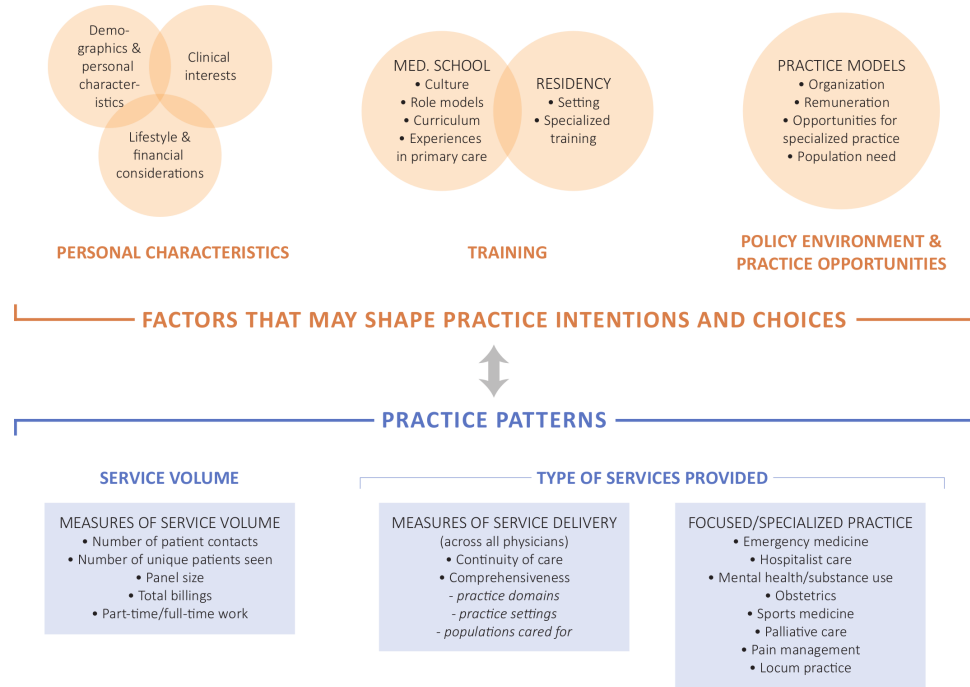 Demo-
graphics &
personal
character-
istics
Clinical
interests
Lifestyle &
financial
considerations
MED. SCHOOL
• Culture
• Role models
• Curriculum
• Experiences
in primary care
RESIDENCY
• Setting
• Specialized
training
PRACTICE MODELS
• Organization
• Remuneration
• Opportunities for
specialized practice
• Population need
PERSONAL CHARACTERISTICS
TRAINING
POLICY ENVIRONMENT &
PRACTICE OPPORTUNITIES
FACTORS THAT MAY SHAPE PRACTICE INTENTIONS AND CHOICES
PRACTICE PATTERNS
SERVICE VOLUME
TYPE OF SERVICES PROVIDED
MEASURES OF SERVICE VOLUME
• Number of patient contacts
• Number of unique patients seen
• Panel size
• Total billings
• Part-time/full-time work
MEASURES OF SERVICE DELIVERY
(across all physicians)
• Continuity of care
• Comprehensiveness
- practice domains
- practice settings
- populations cared for
FOCUSED/SPECIALIZED PRACTICE
• Emergency medicine
• Hospitalist care
• Mental health/substance use
• Obstetrics
• Sports medicine
• Palliative care
• Pain management
• Locum practice